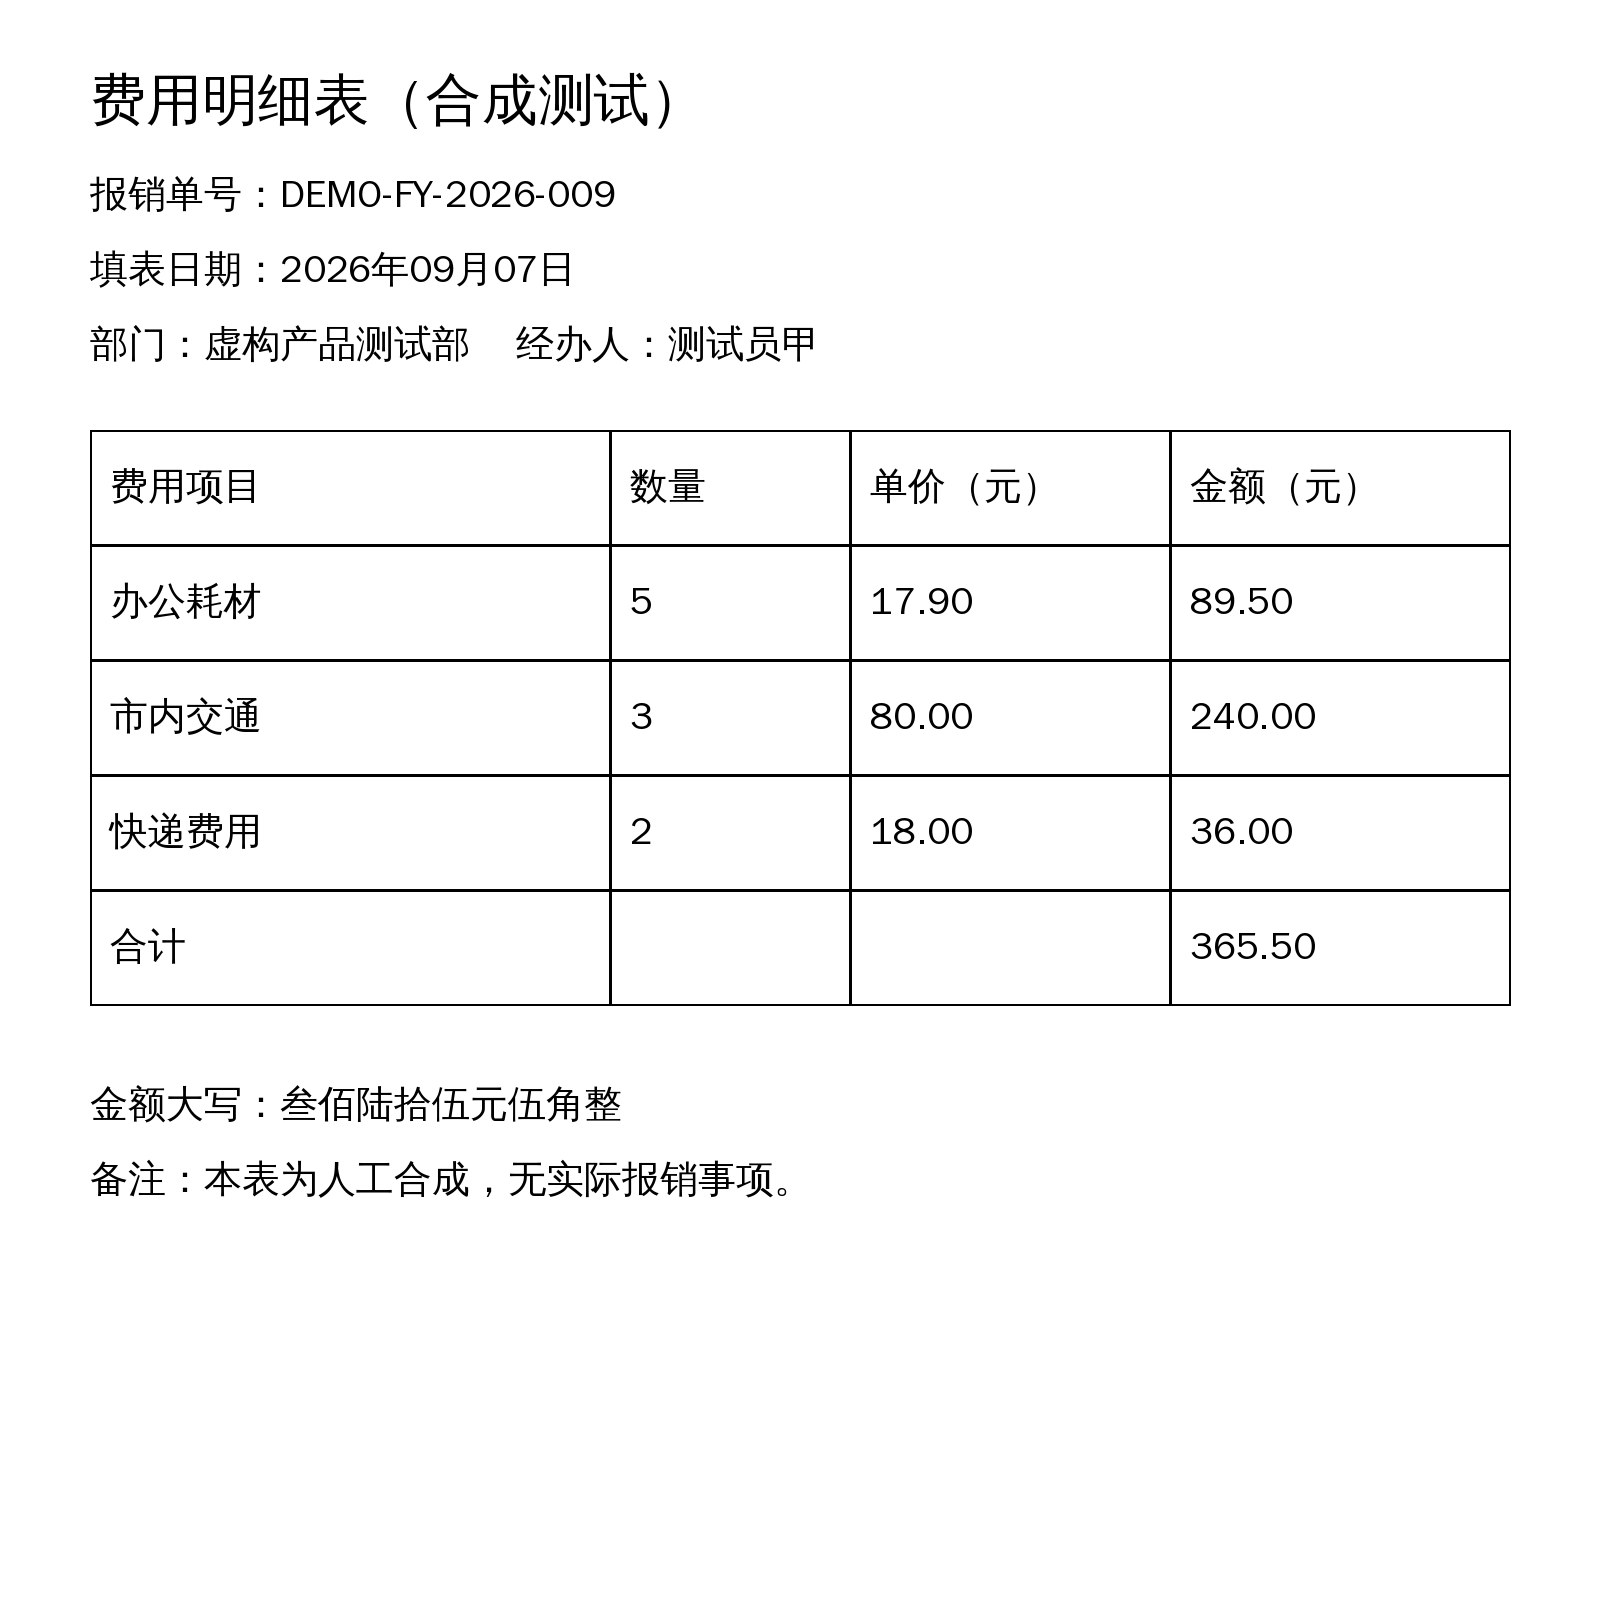 费用明细表（合成测试）
报销单号：DEMO-FY-2026-009
填表日期：2026年09月07日
部门：虚构产品测试部　经办人：测试员甲
费用项目 数量 单价（元） 金额（元）
办公耗材 5 17.90 89.50
市内交通 3 80.00 240.00
快递费用 2 18.00 36.00
合计 365.50
金额大写：叁佰陆拾伍元伍角整
备注：本表为人工合成，无实际报销事项。